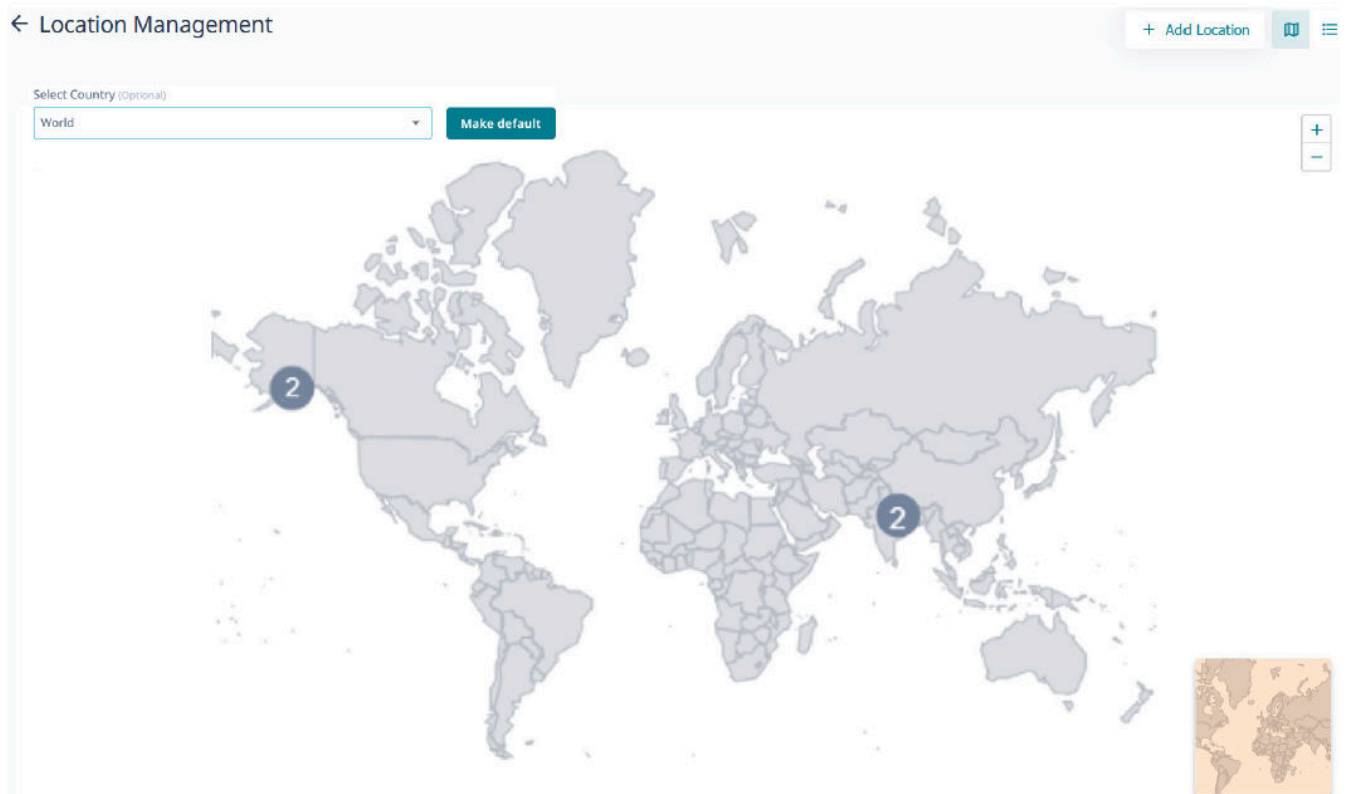 Location Management
+ Add Location
Select Country (Optional)
World
Make default
+
−
2
2